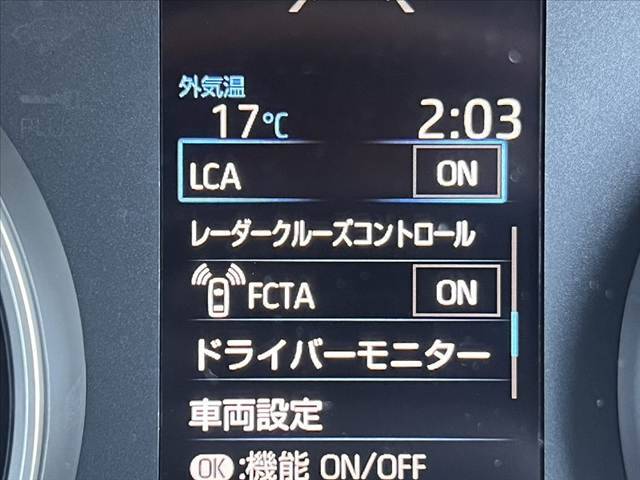 外気温
17℃ 2:03
LCA ON
レーダークルーズコントロール
FCTA ON
ドライバーモニター
車両設定
OK:機能 ON/OFF